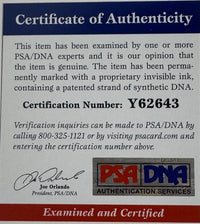 Certificate of Authenticity
This item has been examined by one or more
PSA/DNA experts and it is our opinion that
the item is genuine. The item has been perma-
nently marked with a proprietary invisible ink,
containing a patented strand of synthetic DNA.
Certification Number: Y62643
Verification inquiries can be made to PSA/DNA by
calling 800-325-1121 or by visiting psacard.com and
entering the certification number above.
Joe Orlando
President, PSA/DNA
PSA DNA
AUTHENTICATION SERVICES
Examined and Certified